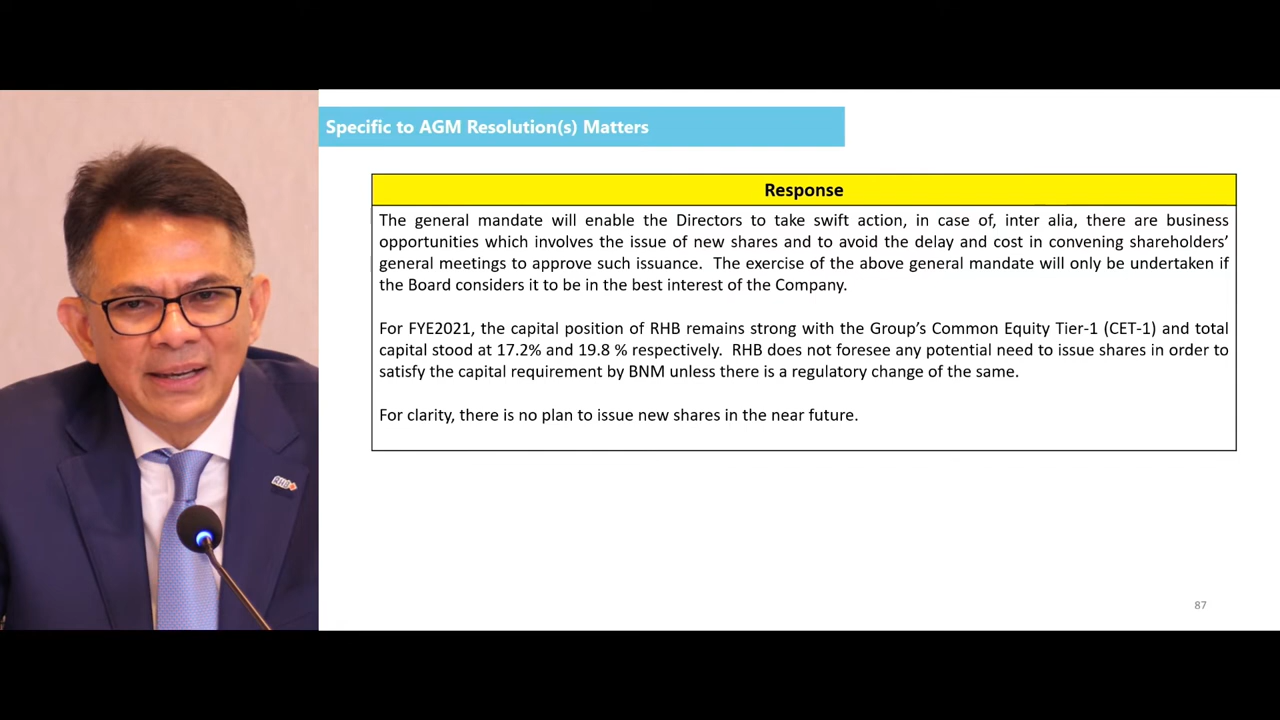 Specific to AGM Resolution(s) Matters
Response
The general mandate will enable the Directors to take swift action, in case of, inter alia, there are business
opportunities which involves the issue of new shares and to avoid the delay and cost in convening shareholders’
general meetings to approve such issuance. The exercise of the above general mandate will only be undertaken if
the Board considers it to be in the best interest of the Company.
For FYE2021, the capital position of RHB remains strong with the Group’s Common Equity Tier-1 (CET-1) and total
capital stood at 17.2% and 19.8 % respectively. RHB does not foresee any potential need to issue shares in order to
satisfy the capital requirement by BNM unless there is a regulatory change of the same.
For clarity, there is no plan to issue new shares in the near future.
RHB
87